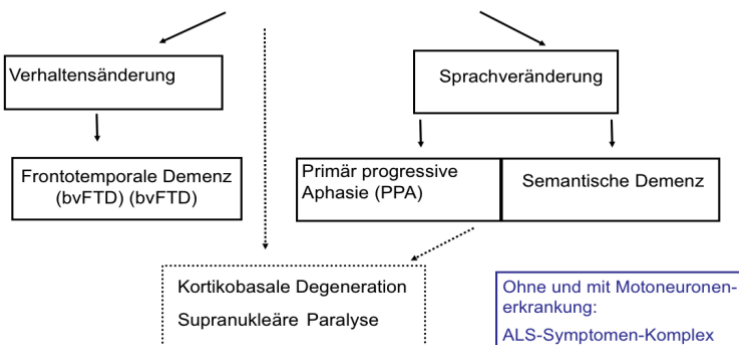 Verhaltensänderung
Sprachveränderung
Frontotemporale Demenz
(bvFTD) (bvFTD)
Primär progressive
Aphasie (PPA)
Semantische Demenz
Kortikobasale Degeneration
Supranukleäre Paralyse
Ohne und mit Motoneuronen-
erkrankung:
ALS-Symptomen-Komplex